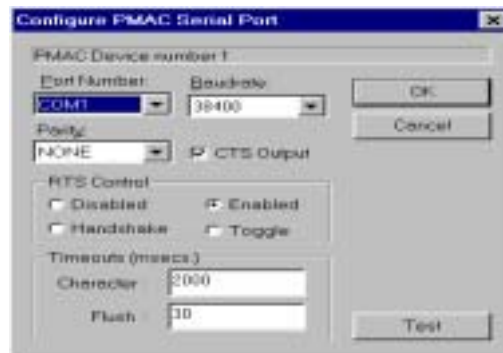 Configure PMAC Serial Port
PMAC Device number 1
Port Number:
Baudrate:
COM1
38400
OK
Cancel
Parity:
NONE
CTS Output
RTS Control
Disabled
Enabled
Handshake
Toggle
Timeouts (msecs.)
Character :
2000
Flush :
30
Test